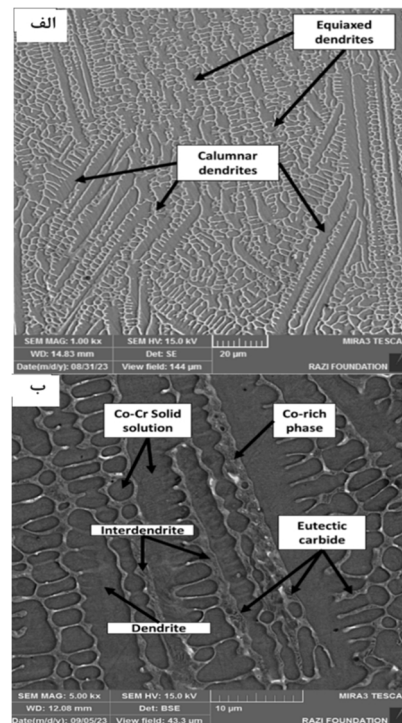 الف
Equiaxed
dendrites
Calumnar
dendrites
SEM MAG: 1.00 kx
SEM HV: 15.0 kV
MIRA3 TESCA
WD: 14.83 mm
Det: SE
20 µm
Date(m/d/y): 08/31/23
View field: 144 µm
RAZI FOUNDATION
ب
Co-Cr Solid
solution
Co-rich
phase
Interdendrite
Eutectic
carbide
Dendrite
SEM MAG: 5.00 kx
SEM HV: 15.0 kV
MIRA3 TESCA
WD: 12.08 mm
Det: BSE
10 µm
Date(m/d/y): 09/05/23
View field: 43.3 µm
RAZI FOUNDATION